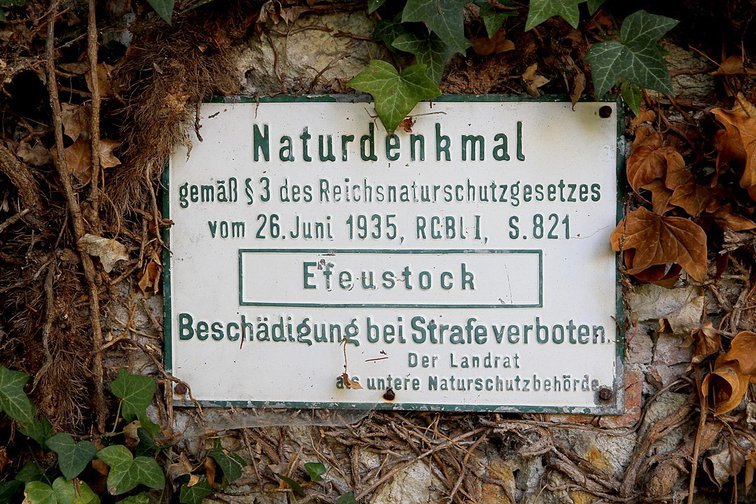 Naturdenkmal
gemäß § 3 des Reichsnaturschutzgesetzes
vom 26. Juni 1935, RGBl I, S. 821
Efeustock
Beschädigung bei Strafe verboten.
Der Landrat
als untere Naturschutzbehörde